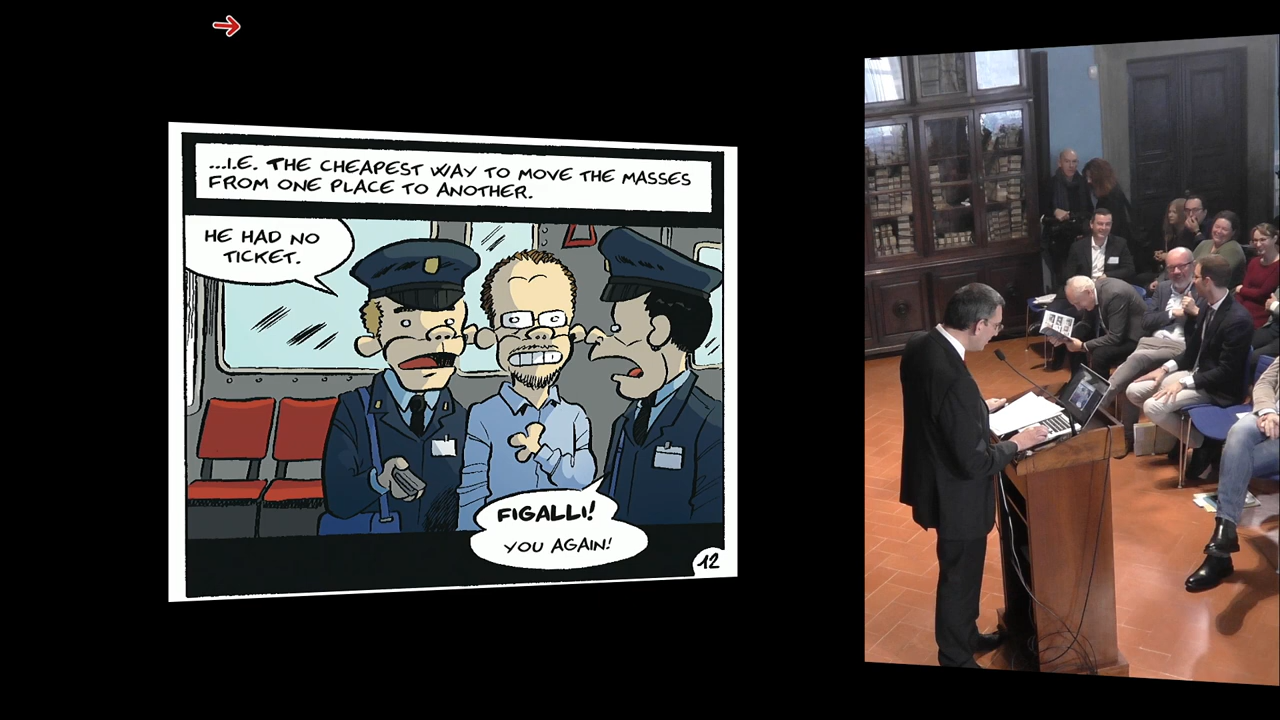 ...I.E. THE CHEAPEST WAY TO MOVE THE MASSES
FROM ONE PLACE TO ANOTHER.
HE HAD NO
TICKET.
FIGALLI!
YOU AGAIN!
12